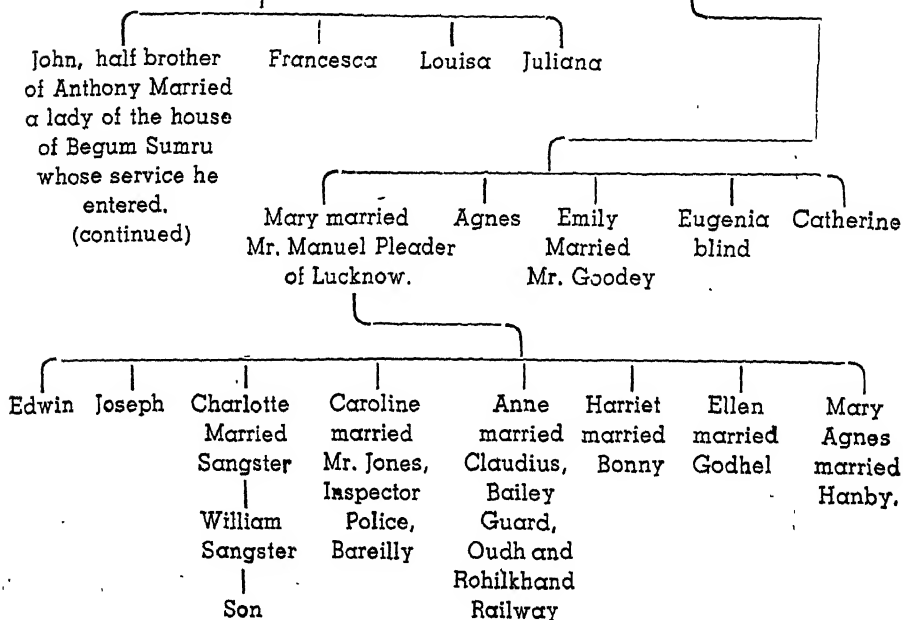 John, half brother
of Anthony Married
a lady of the house
of Begum Sumru
whose service he
entered.
(continued)
Francesca
Louisa
Juliana
Mary married
Mr. Manuel Pleader
of Lucknow.
Agnes
Emily
Married
Mr. Goodey
Eugenia
blind
Catherine
Edwin
Joseph
Charlotte
Married
Sangster
William
Sangster
Son
Caroline
married
Mr. Jones,
Inspector
Police,
Bareilly
Anne
married
Claudius,
Bailey
Guard,
Oudh and
Rohilkhand
Railway
Harriet
married
Bonny
Ellen
married
Godhel
Mary
Agnes
married
Hanby.